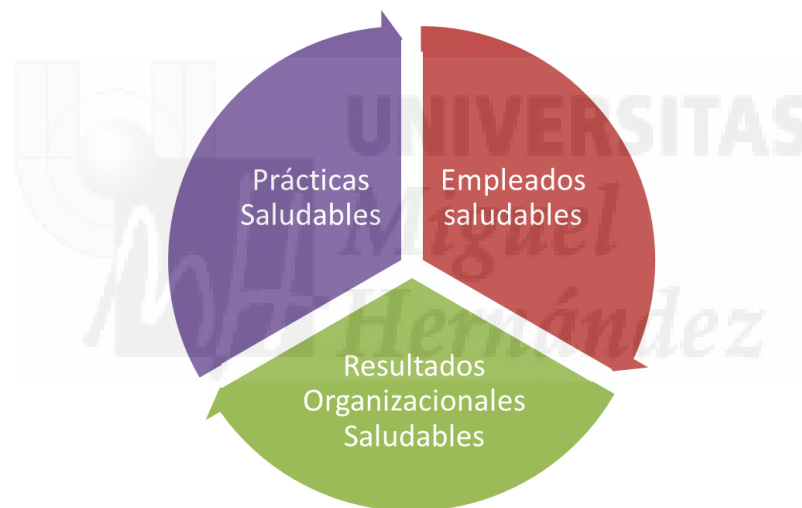 Prácticas
Saludables
Empleados
saludables
Resultados
Organizacionales
Saludables
UNIVERSITAS
Miguel
Hernández